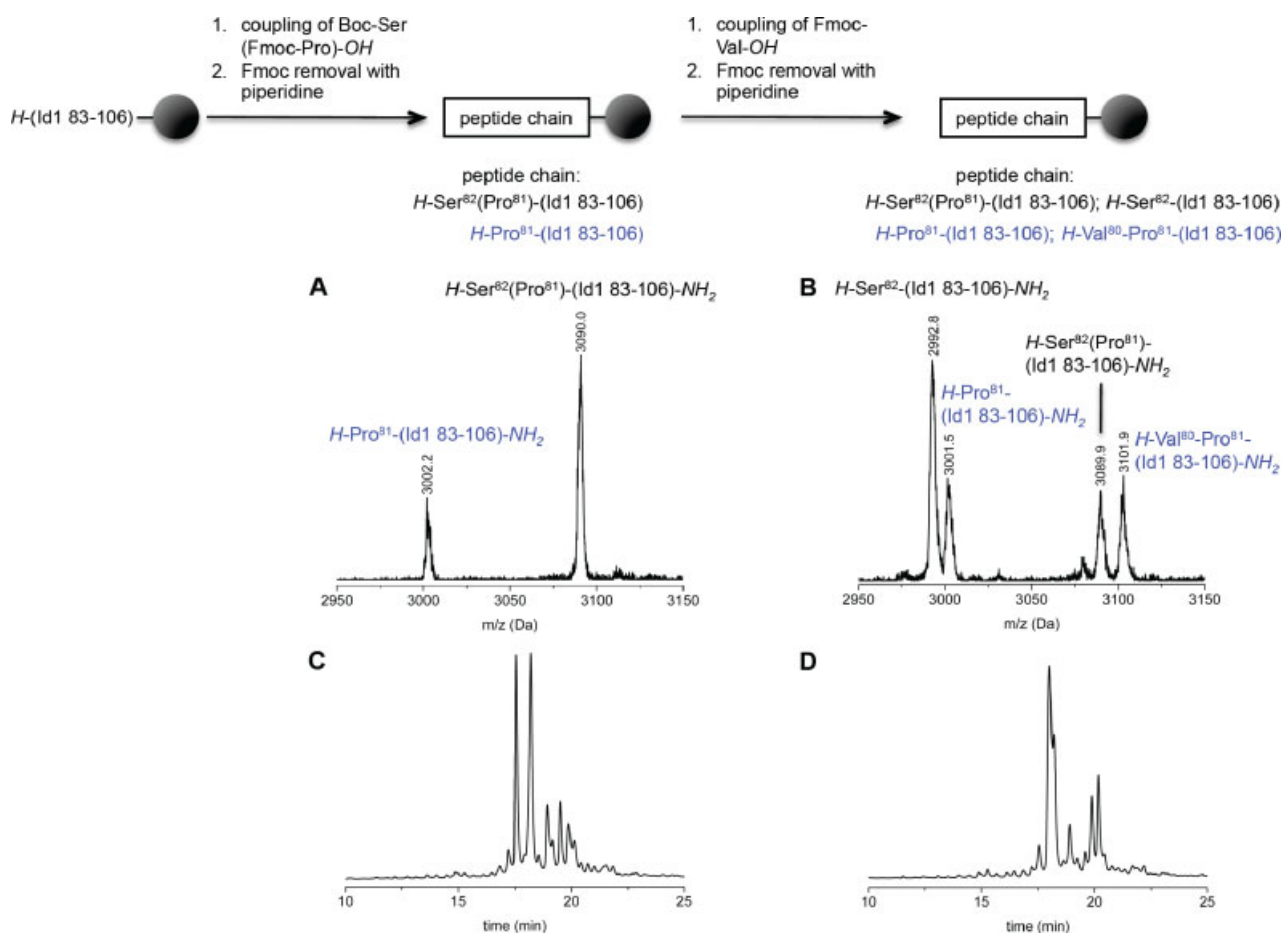 1. coupling of Boc-Ser
(Fmoc-Pro)-OH
2. Fmoc removal with
piperidine
1. coupling of Fmoc-
Val-OH
2. Fmoc removal with
piperidine
H-(Id1 83-106)
peptide chain
peptide chain
peptide chain:
H-Ser⁸²(Pro⁸¹)-(Id1 83-106)
H-Pro⁸¹-(Id1 83-106)
peptide chain:
H-Ser⁸²(Pro⁸¹)-(Id1 83-106); H-Ser⁸²-(Id1 83-106)
H-Pro⁸¹-(Id1 83-106); H-Val⁸⁰-Pro⁸¹-(Id1 83-106)
A
H-Ser⁸²(Pro⁸¹)-(Id1 83-106)-NH₂
3090.0
H-Pro⁸¹-(Id1 83-106)-NH₂
3002.2
2950 3000 3050 3100 3150
m/z (Da)
B
H-Ser⁸²-(Id1 83-106)-NH₂
2992.8
H-Pro⁸¹-
(Id1 83-106)-NH₂
3001.5
H-Ser⁸²(Pro⁸¹)-
(Id1 83-106)-NH₂
3089.9
H-Val⁸⁰-Pro⁸¹-
(Id1 83-106)-NH₂
3101.9
2950 3000 3050 3100 3150
m/z (Da)
C
10 15 20 25
time (min)
D
10 15 20 25
time (min)